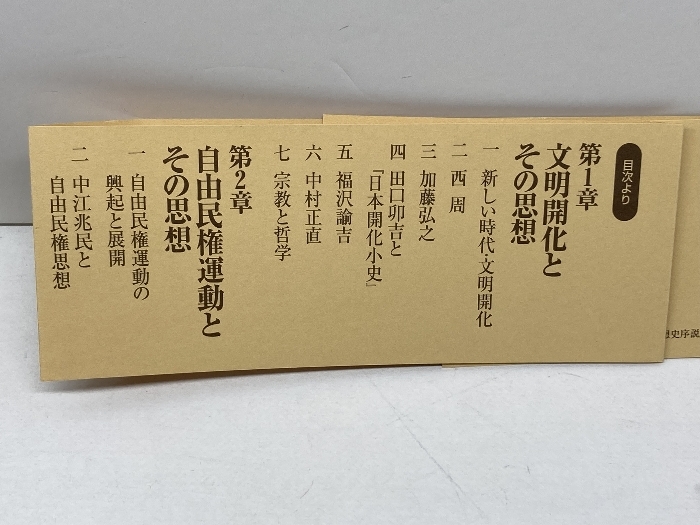 目次より
第1章
文明開化と
その思想
一 新しい時代・文明開化
二 西 周
三 加藤弘之
四 田口卯吉と
「日本開化小史」
五 福沢諭吉
六 中村正直
七 宗教と哲学
第2章
自由民権運動と
その思想
一 自由民権運動の
興起と展開
二 中江兆民と
自由民権思想
史序説